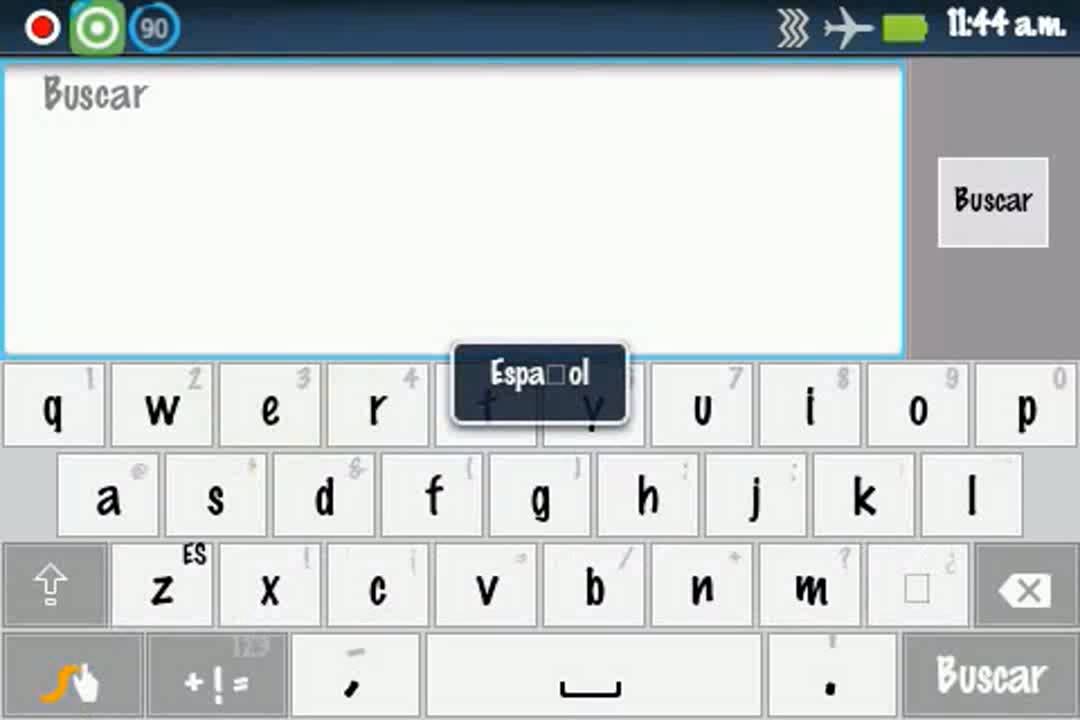 90 11:44 a.m.
Buscar
Buscar
Espa□ol
1 2 3 4 7 8 9 0
q w e r t y u i o p
@ & ( ) : ;
a s d f g h j k l
ES ! ¡ = / + ? ¿
z x c v b n m □
123 - '
+ ! = , . Buscar